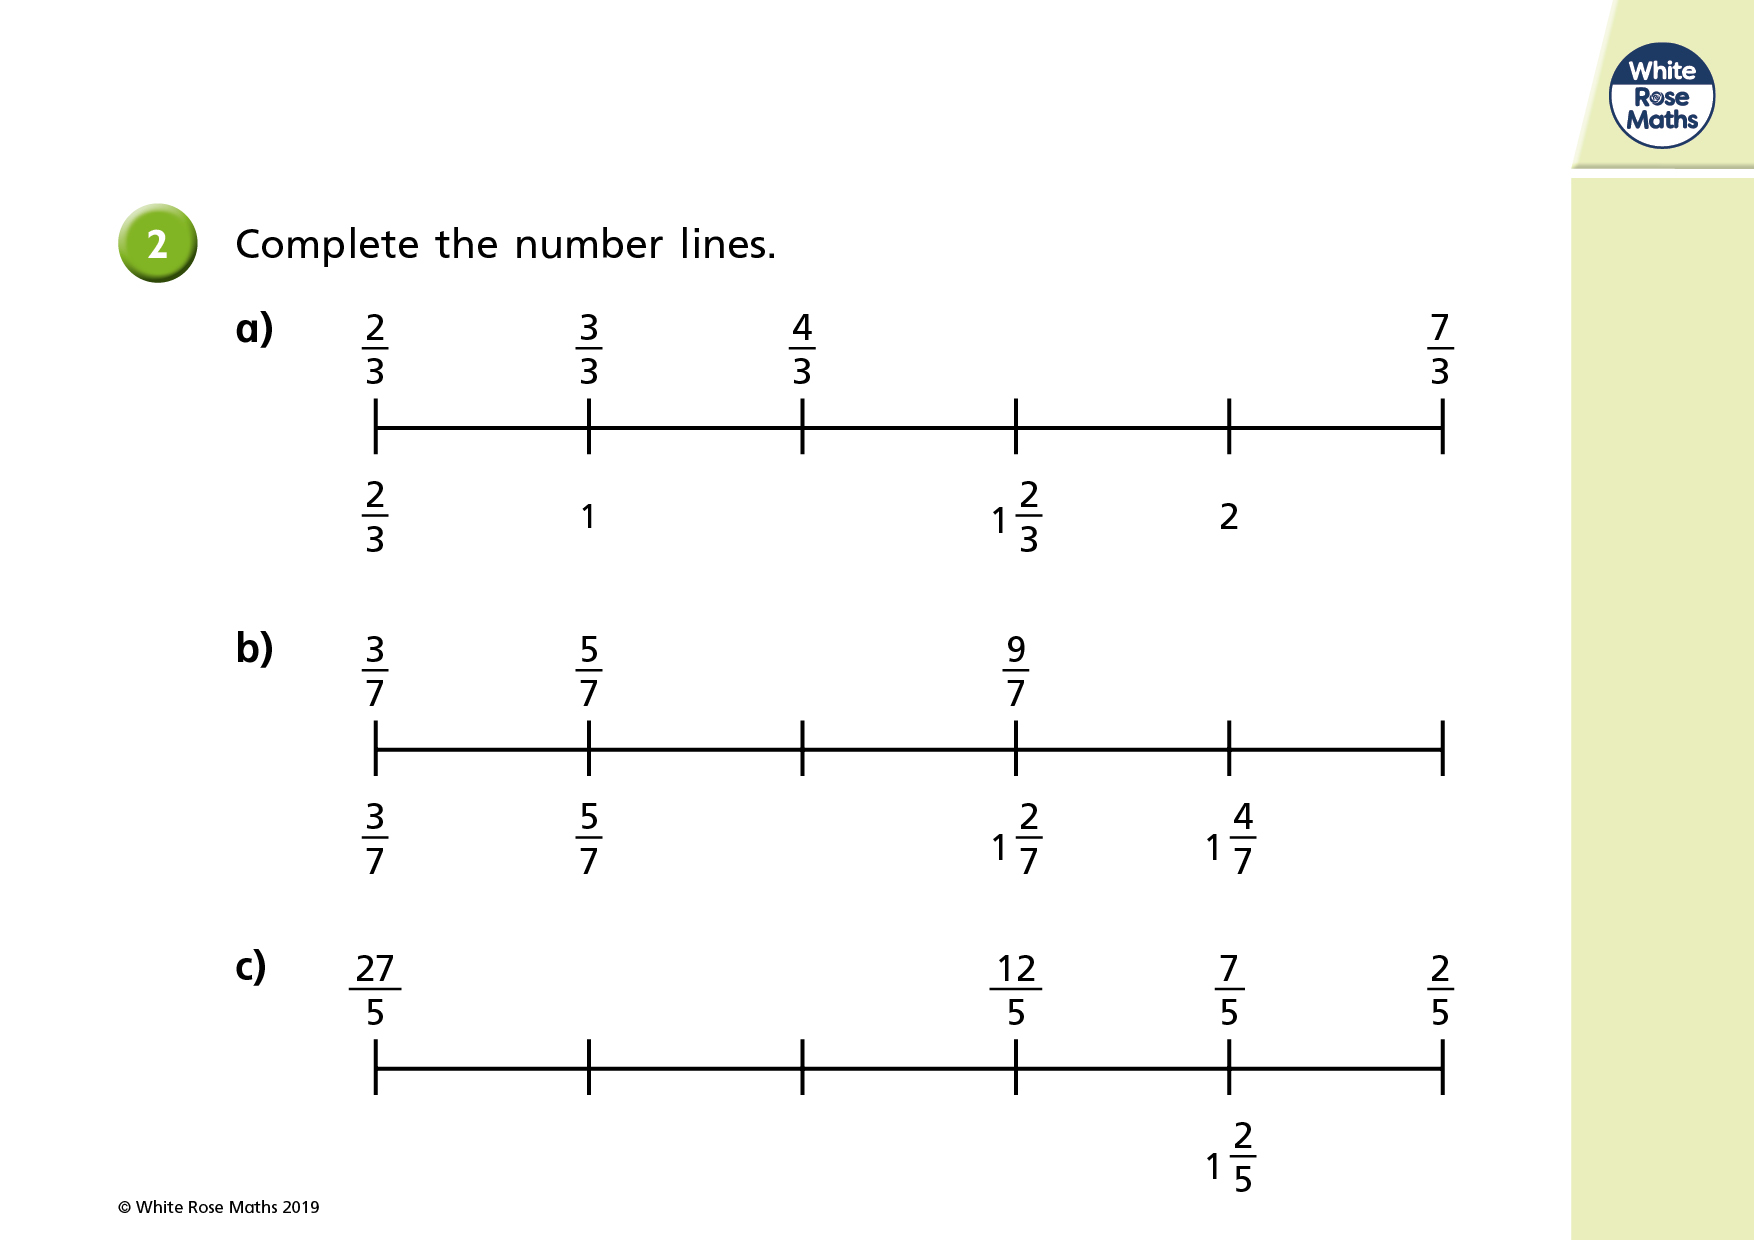 White
Rose
Maths
2 Complete the number lines.
a) 2/3 3/3 4/3 7/3
2/3 1 1 2/3 2
b) 3/7 5/7 9/7
3/7 5/7 1 2/7 1 4/7
c) 27/5 12/5 7/5 2/5
1 2/5
© White Rose Maths 2019